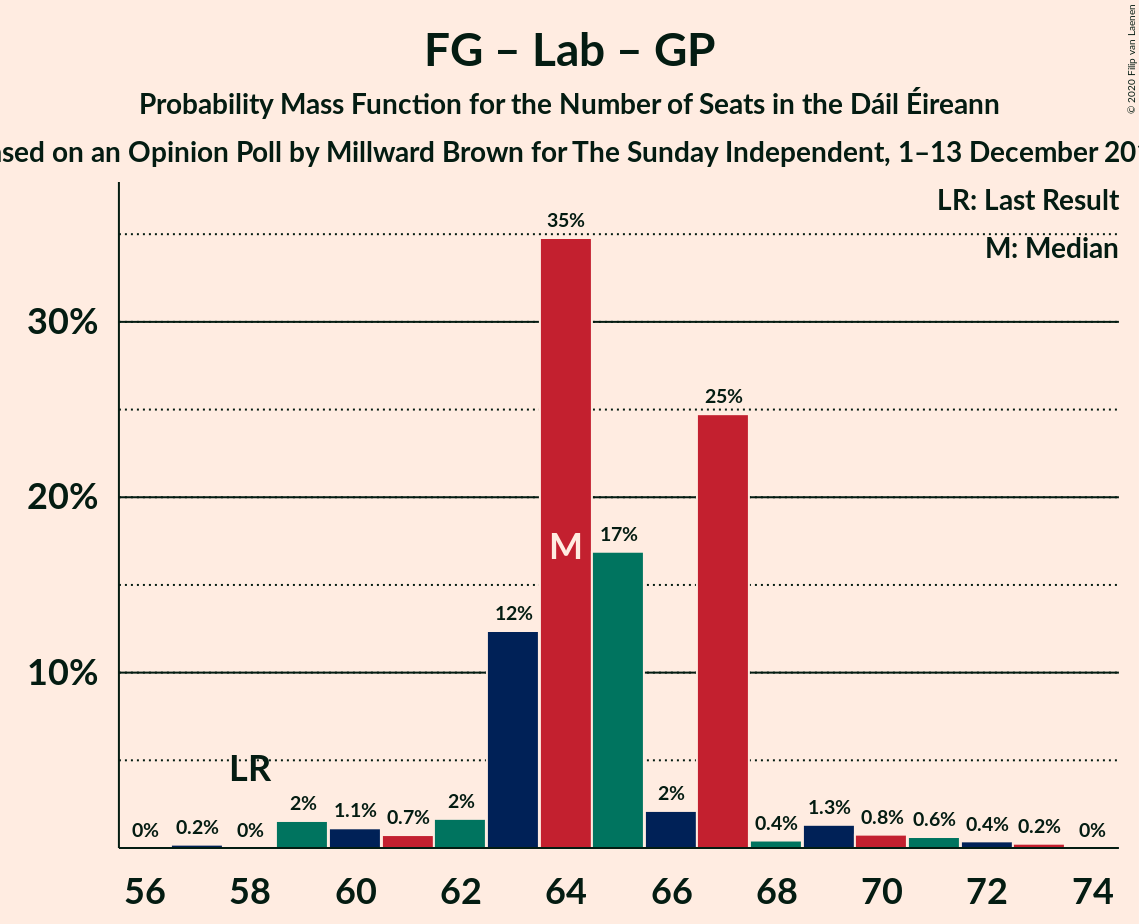 FG – Lab – GP
Probability Mass Function for the Number of Seats in the Dáil Éireann
on an Opinion Poll by Millward Brown for The Sunday Independent, 1–13 December
© 2020 Filip van Laenen
LR: Last Result
M: Median
35%
30%
25%
20%
17%
M
12%
10%
LR
0% 0.2% 0% 2% 1.1% 0.7% 2% 2% 0.4% 1.3% 0.8% 0.6% 0.4% 0.2% 0%
56 58 60 62 64 66 68 70 72 74